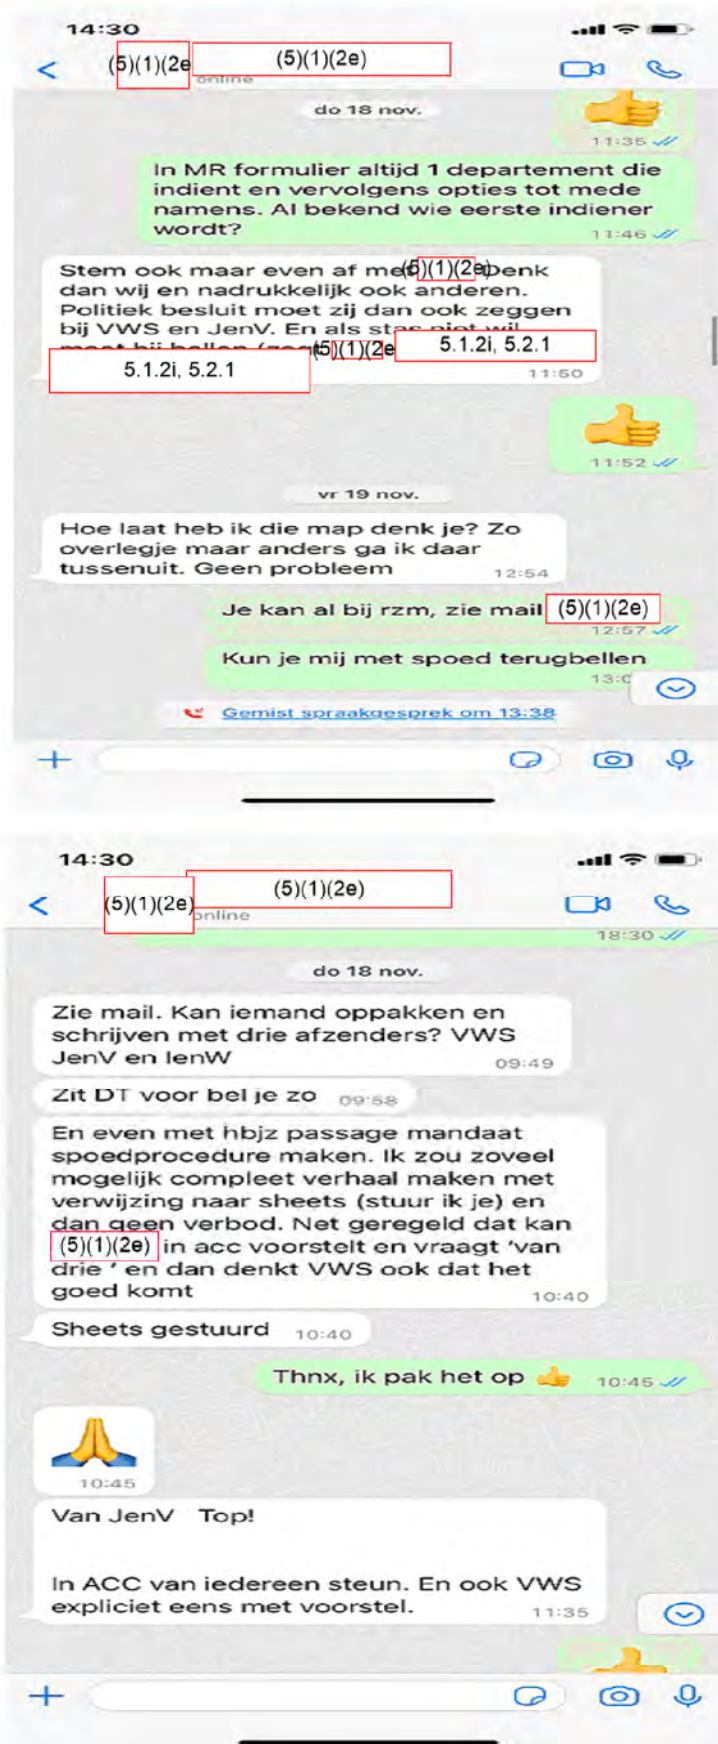 14:30
(5)(1)(2e
(5)(1)(2e)
online
do 18 nov.
11:35
In MR formulier altijd 1 departement die
indient en vervolgens opties tot mede
namens. Al bekend wie eerste indiener
wordt?
11:46
Stem ook maar even af met (5)(1)(2e) Denk
dan wij en nadrukkelijk ook anderen.
Politiek besluit moet zij dan ook zeggen
bij VWS en JenV. En als stas niet wil
moet hij bellen (5)(1)(2e
5.1.2i, 5.2.1
5.1.2i, 5.2.1
11:50
11:52
vr 19 nov.
Hoe laat heb ik die map denk je? Zo
overlegje maar anders ga ik daar
tussenuit. Geen probleem
12:54
Je kan al bij rzm, zie mail (5)(1)(2e)
12:57
Kun je mij met spoed terugbellen
Gemist spraakgesprek om 13:38
14:30
(5)(1)(2e)
(5)(1)(2e)
online
18:30
do 18 nov.
Zie mail. Kan iemand oppakken en
schrijven met drie afzenders? VWS
JenV en IenW
09:49
Zit DT voor bel je zo 09:58
En even met hbjz passage mandaat
spoedprocedure maken. Ik zou zoveel
mogelijk compleet verhaal maken met
verwijzing naar sheets (stuur ik je) en
dan geen verbod. Net geregeld dat kan
(5)(1)(2e) in acc voorstelt en vraagt ‘van
drie ‘ en dan denkt VWS ook dat het
goed komt
10:40
Sheets gestuurd 10:40
Thnx, ik pak het op 10:45
10:45
Van JenV Top!
In ACC van iedereen steun. En ook VWS
expliciet eens met voorstel.
11:35